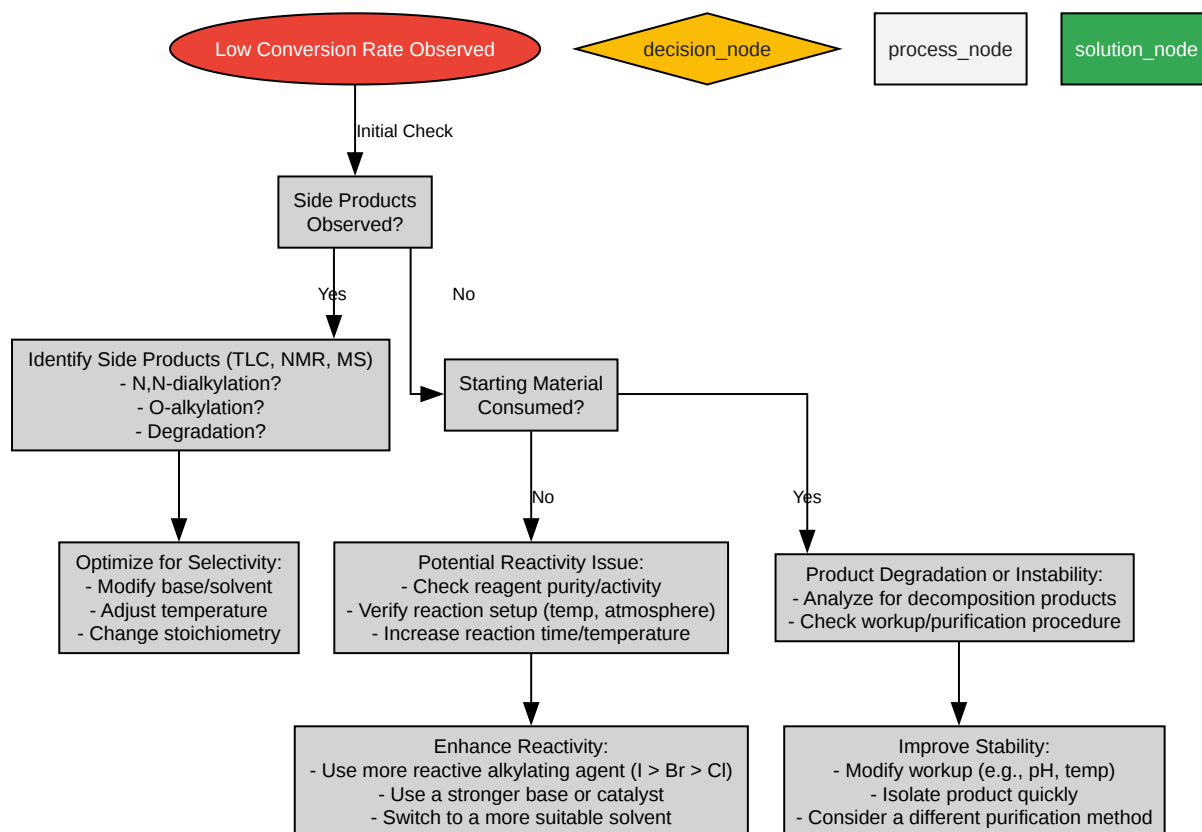 Low Conversion Rate Observed
decision_node
process_node
solution_node
Initial Check
Side Products
Observed?
Yes
No
Identify Side Products (TLC, NMR, MS)
- N,N-dialkylation?
- O-alkylation?
- Degradation?
Starting Material
Consumed?
No
Yes
Optimize for Selectivity:
- Modify base/solvent
- Adjust temperature
- Change stoichiometry
Potential Reactivity Issue:
- Check reagent purity/activity
- Verify reaction setup (temp, atmosphere)
- Increase reaction time/temperature
Product Degradation or Instability:
- Analyze for decomposition products
- Check workup/purification procedure
Enhance Reactivity:
- Use more reactive alkylating agent (I > Br > Cl)
- Use a stronger base or catalyst
- Switch to a more suitable solvent
Improve Stability:
- Modify workup (e.g., pH, temp)
- Isolate product quickly
- Consider a different purification method